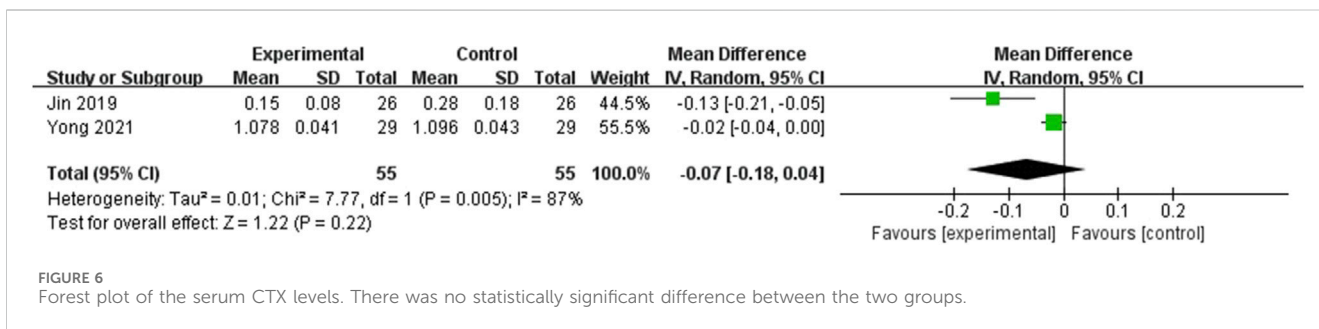 Experimental Control Mean Difference Mean Difference
Study or Subgroup Mean SD Total Mean SD Total Weight IV, Random, 95% CI IV, Random, 95% CI
Jin 2019 0.15 0.08 26 0.28 0.18 26 44.5% -0.13 [-0.21, -0.05]
Yong 2021 1.078 0.041 29 1.096 0.043 29 55.5% -0.02 [-0.04, 0.00]
Total (95% CI) 55 55 100.0% -0.07 [-0.18, 0.04]
Heterogeneity: Tau² = 0.01; Chi² = 7.77, df = 1 (P = 0.005); I² = 87%
Test for overall effect: Z = 1.22 (P = 0.22)
-0.2 -0.1 0 0.1 0.2
Favours [experimental] Favours [control]
FIGURE 6
Forest plot of the serum CTX levels. There was no statistically significant difference between the two groups.